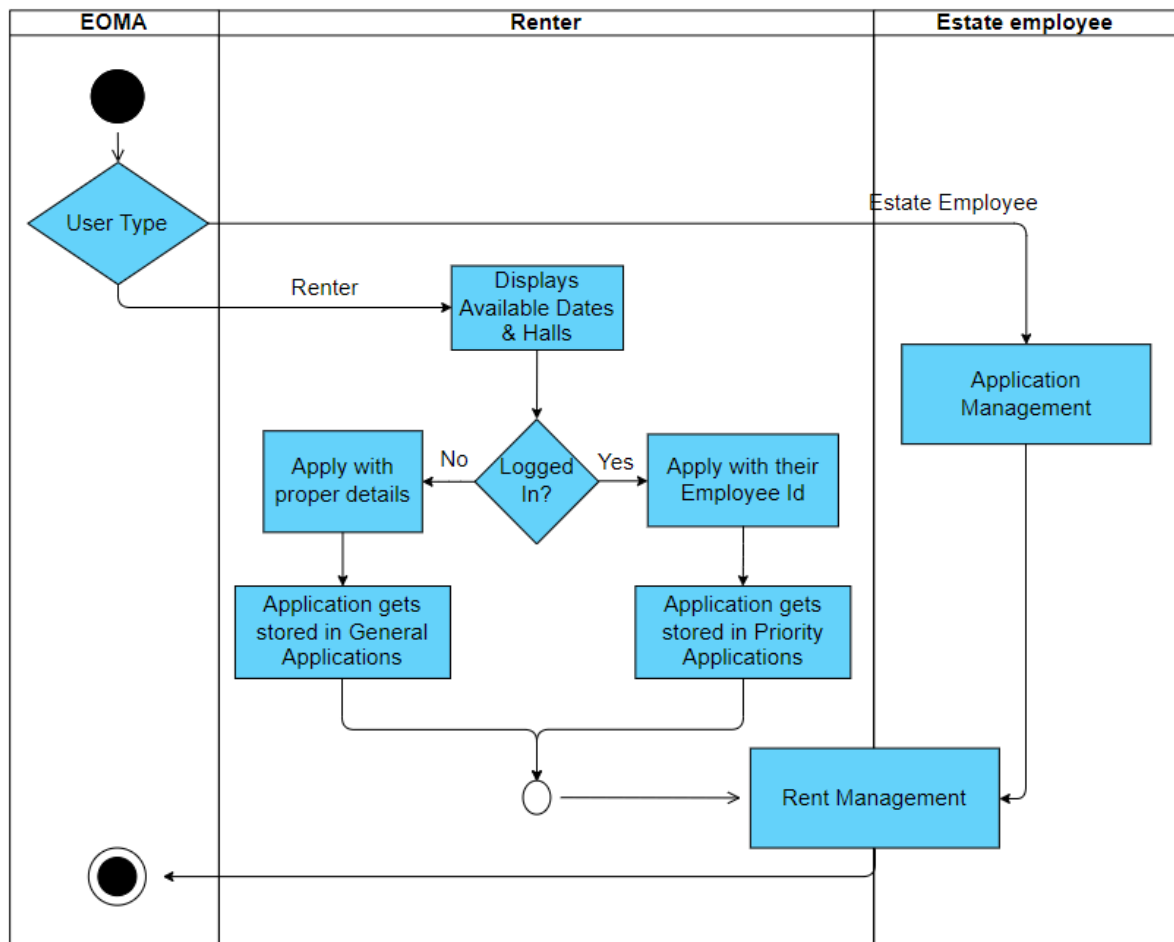 EOMA
Renter
Estate employee
User Type
Estate Employee
Renter
Displays
Available Dates
& Halls
Application
Management
No
Logged
In?
Yes
Apply with
proper details
Apply with their
Employee Id
Application gets
stored in General
Applications
Application gets
stored in Priority
Applications
Rent Management